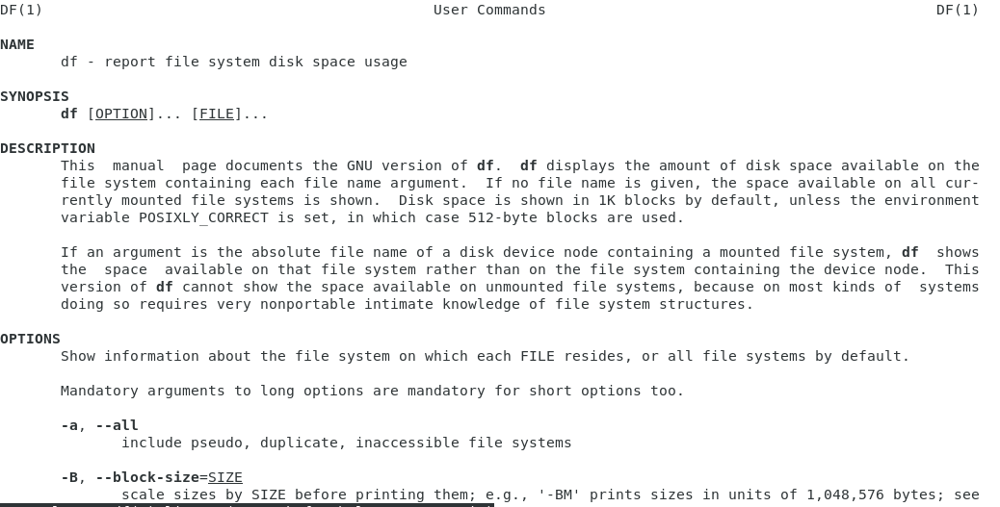 DF(1) User Commands DF(1)
NAME
df - report file system disk space usage
SYNOPSIS
df [OPTION]... [FILE]...
DESCRIPTION
This manual page documents the GNU version of df. df displays the amount of disk space available on the
file system containing each file name argument. If no file name is given, the space available on all cur-
rently mounted file systems is shown. Disk space is shown in 1K blocks by default, unless the environment
variable POSIXLY_CORRECT is set, in which case 512-byte blocks are used.
If an argument is the absolute file name of a disk device node containing a mounted file system, df shows
the space available on that file system rather than on the file system containing the device node. This
version of df cannot show the space available on unmounted file systems, because on most kinds of systems
doing so requires very nonportable intimate knowledge of file system structures.
OPTIONS
Show information about the file system on which each FILE resides, or all file systems by default.
Mandatory arguments to long options are mandatory for short options too.
-a, --all
include pseudo, duplicate, inaccessible file systems
-B, --block-size=SIZE
scale sizes by SIZE before printing them; e.g., '-BM' prints sizes in units of 1,048,576 bytes; see